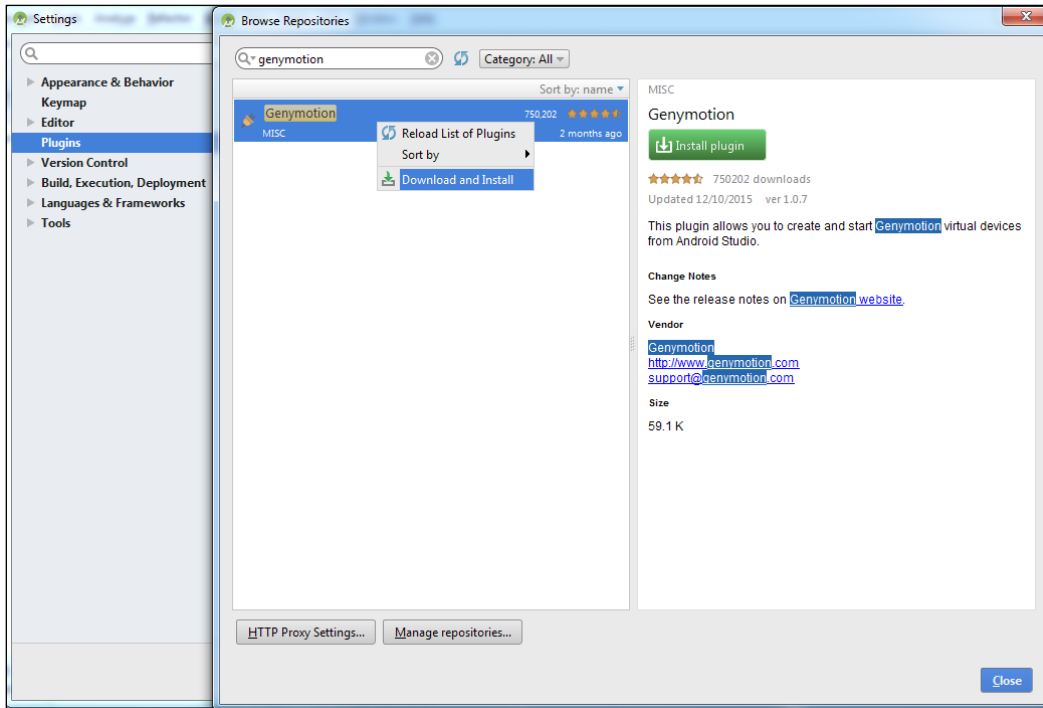 Settings
Appearance & Behavior
Keymap
Editor
Plugins
Version Control
Build, Execution, Deployment
Languages & Frameworks
Tools
Browse Repositories
genymotion
Category: All
Sort by: name
Genymotion
750,202
MISC
2 months ago
Reload List of Plugins
Sort by
Download and Install
MISC
Genymotion
Install plugin
750202 downloads
Updated 12/10/2015 ver 1.0.7
This plugin allows you to create and start Genymotion virtual devices
from Android Studio.
Change Notes
See the release notes on Genymotion website.
Vendor
Genymotion
http://www.genymotion.com
support@genymotion.com
Size
59.1 K
HTTP Proxy Settings...
Manage repositories...
Close